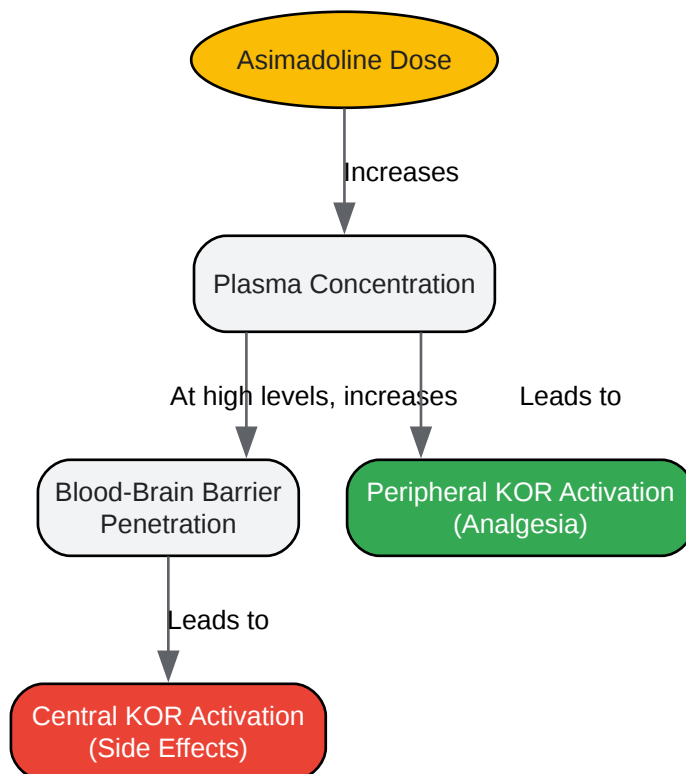 Asimadoline Dose
Increases
Plasma Concentration
At high levels, increases
Leads to
Blood-Brain Barrier
Penetration
Peripheral KOR Activation
(Analgesia)
Leads to
Central KOR Activation
(Side Effects)